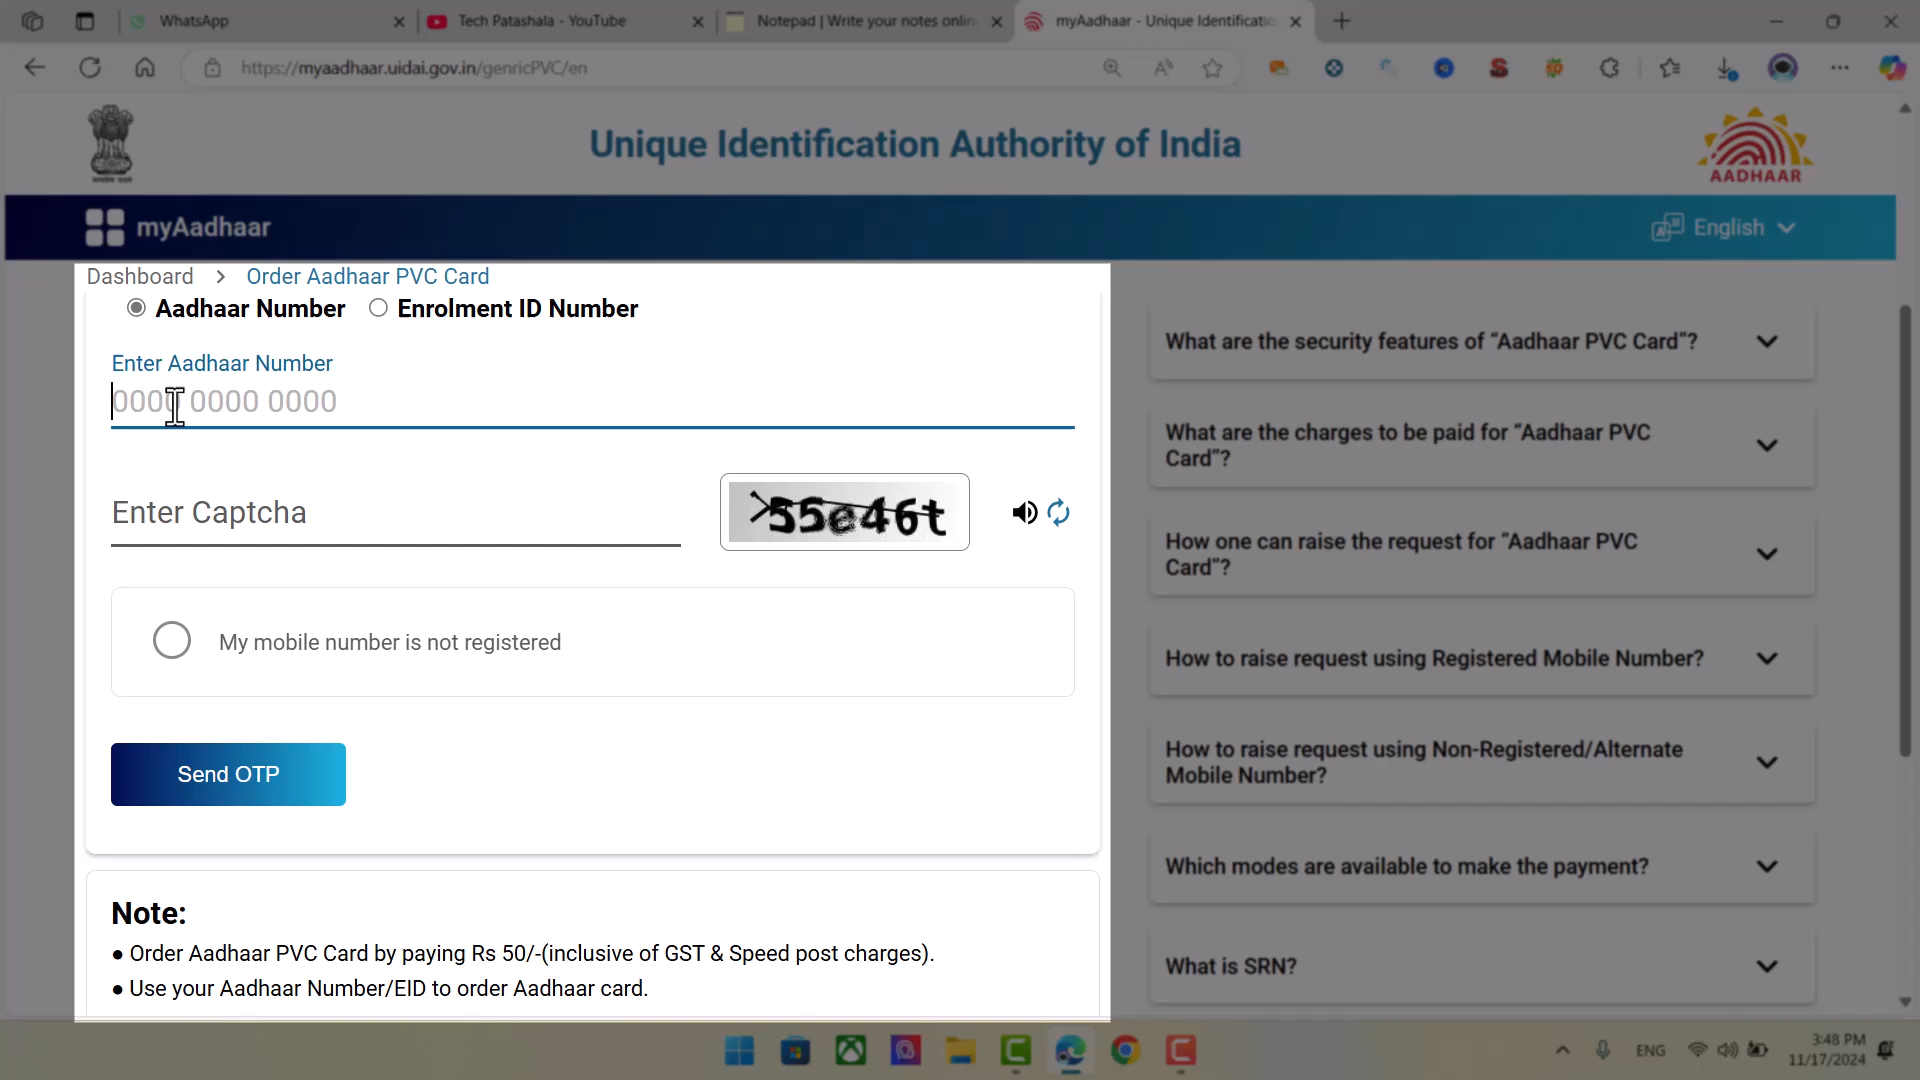 WhatsApp
Tech Patashala - YouTube
Notepad | Write your notes onlin
myAadhaar - Unique Identificatio
https://myaadhaar.uidai.gov.in/genricPVC/en
Unique Identification Authority of India
AADHAAR
myAadhaar
English
Dashboard > Order Aadhaar PVC Card
Aadhaar Number
Enrolment ID Number
Enter Aadhaar Number
0000 0000 0000
Enter Captcha
55e46t
My mobile number is not registered
Send OTP
Note:
● Order Aadhaar PVC Card by paying Rs 50/-(inclusive of GST & Speed post charges).
● Use your Aadhaar Number/EID to order Aadhaar card.
What are the security features of “Aadhaar PVC Card”?
What are the charges to be paid for “Aadhaar PVC
Card”?
How one can raise the request for “Aadhaar PVC
Card”?
How to raise request using Registered Mobile Number?
How to raise request using Non-Registered/Alternate
Mobile Number?
Which modes are available to make the payment?
What is SRN?
ENG
3:48 PM
11/17/2024